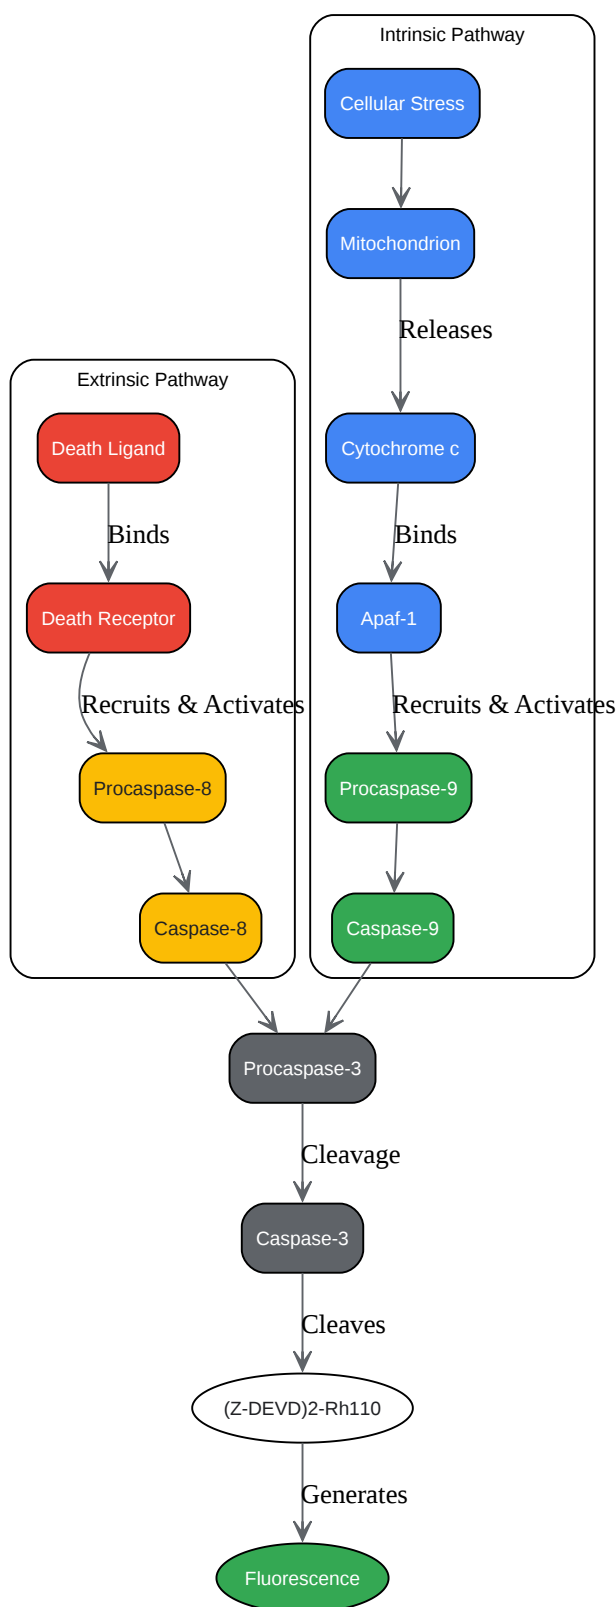 Intrinsic Pathway
Cellular Stress
Mitochondrion
Releases
Cytochrome c
Binds
Apaf-1
Recruits & Activates
Procaspase-9
Caspase-9
Extrinsic Pathway
Death Ligand
Binds
Death Receptor
Recruits & Activates
Procaspase-8
Caspase-8
Procaspase-3
Cleavage
Caspase-3
Cleaves
(Z-DEVD)2-Rh110
Generates
Fluorescence